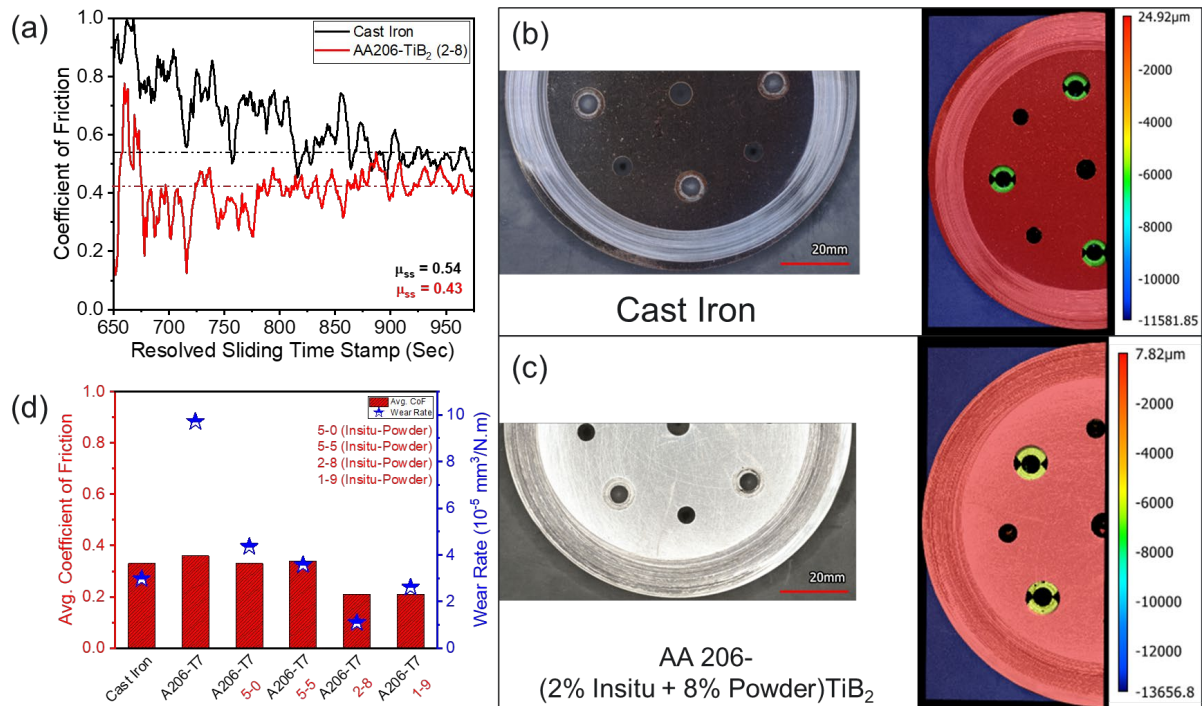 (a)
1.0
0.8
0.6
0.4
0.2
0.0
Coefficient of Friction
Cast Iron
AA206-TiB₂ (2-8)
μss = 0.54
μss = 0.43
650 700 750 800 850 900 950
Resolved Sliding Time Stamp (Sec)
(b)
20mm
Cast Iron
24.92μm
-2000
-4000
-6000
-8000
-10000
-11581.85
(c)
20mm
AA 206-
(2% Insitu + 8% Powder)TiB₂
7.82μm
-2000
-4000
-6000
-8000
-10000
-12000
-13656.8
(d)
1.0
0.8
0.6
0.4
0.2
0.0
Avg. Coefficient of Friction
Avg. CoF
Wear Rate
5-0 (Insitu-Powder)
5-5 (Insitu-Powder)
2-8 (Insitu-Powder)
1-9 (Insitu-Powder)
10
8
6
4
2
0
Wear Rate (10⁻⁵ mm³/N.m)
Cast Iron
A206-T7
A206-T7 5-0
A206-T7 5-5
A206-T7 2-8
A206-T7 1-9